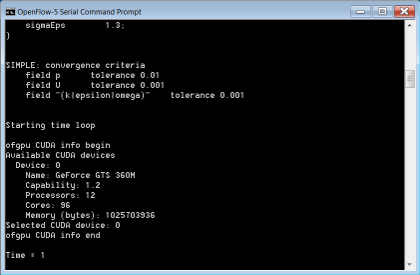 OpenFlow-5 Serial Command Prompt
sigmaEps 1.3;
}
SIMPLE: convergence criteria
field p tolerance 0.01
field U tolerance 0.001
field "(k|epsilon|omega)" tolerance 0.001
Starting time loop
ofgpu CUDA info begin
Available CUDA devices
Device: 0
Name: GeForce GTS 360M
Capability: 1.2
Processors: 12
Cores: 96
Memory (bytes): 1025703936
Selected CUDA device: 0
ofgpu CUDA info end
Time = 1